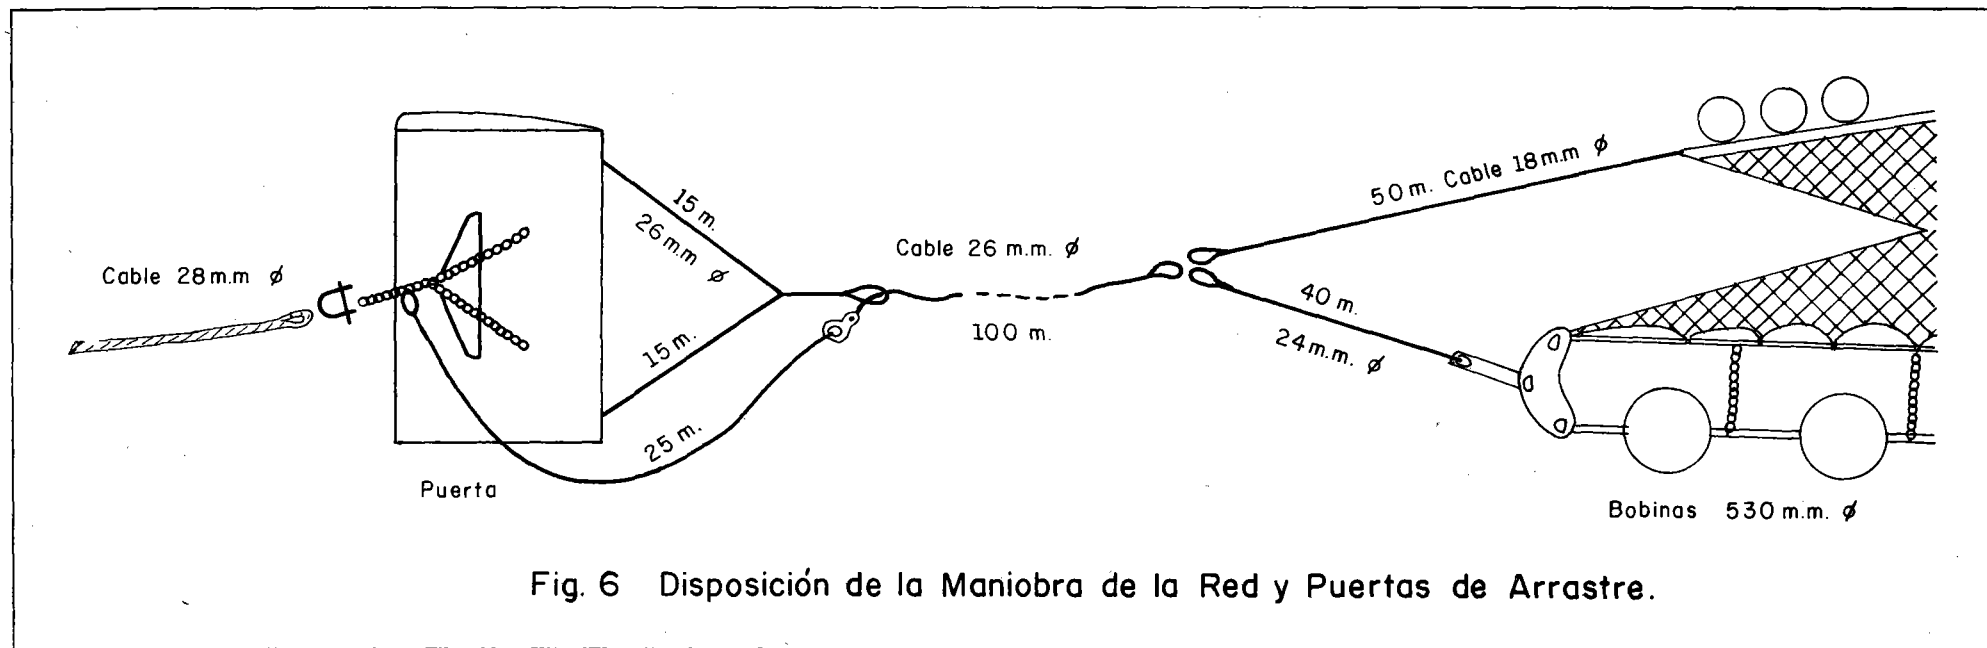 Cable 28 m.m ø
15 m.
26 m.m ø
15 m.
25 m.
Puerta
Cable 26 m.m. ø
100 m.
50 m. Cable 18 m.m ø
40 m.
24 m.m. ø
Bobinas 530 m.m. ø
Fig. 6 Disposición de la Maniobra de la Red y Puertas de Arrastre.